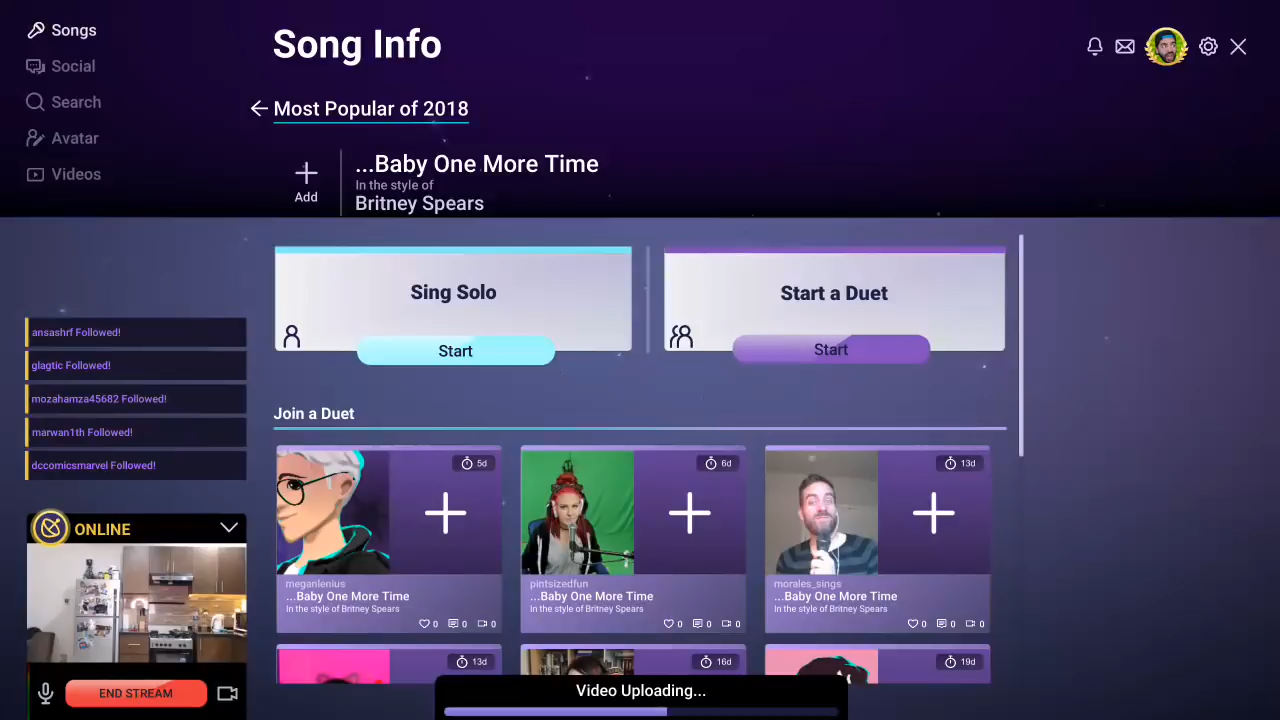 Songs
Social
Search
Avatar
Videos
Song Info
Most Popular of 2018
Add
...Baby One More Time
In the style of
Britney Spears
Sing Solo
Start
Start a Duet
Start
ansashrf Followed!
glagtic Followed!
mozahamza45682 Followed!
marwan1th Followed!
dccomicsmarvel Followed!
ONLINE
END STREAM
Join a Duet
5d
meganlenius
...Baby One More Time
In the style of Britney Spears
0 0 0
6d
pintsizedfun
...Baby One More Time
In the style of Britney Spears
0 0 0
13d
morales_sings
...Baby One More Time
In the style of Britney Spears
0 0 0
13d
16d
19d
Video Uploading...